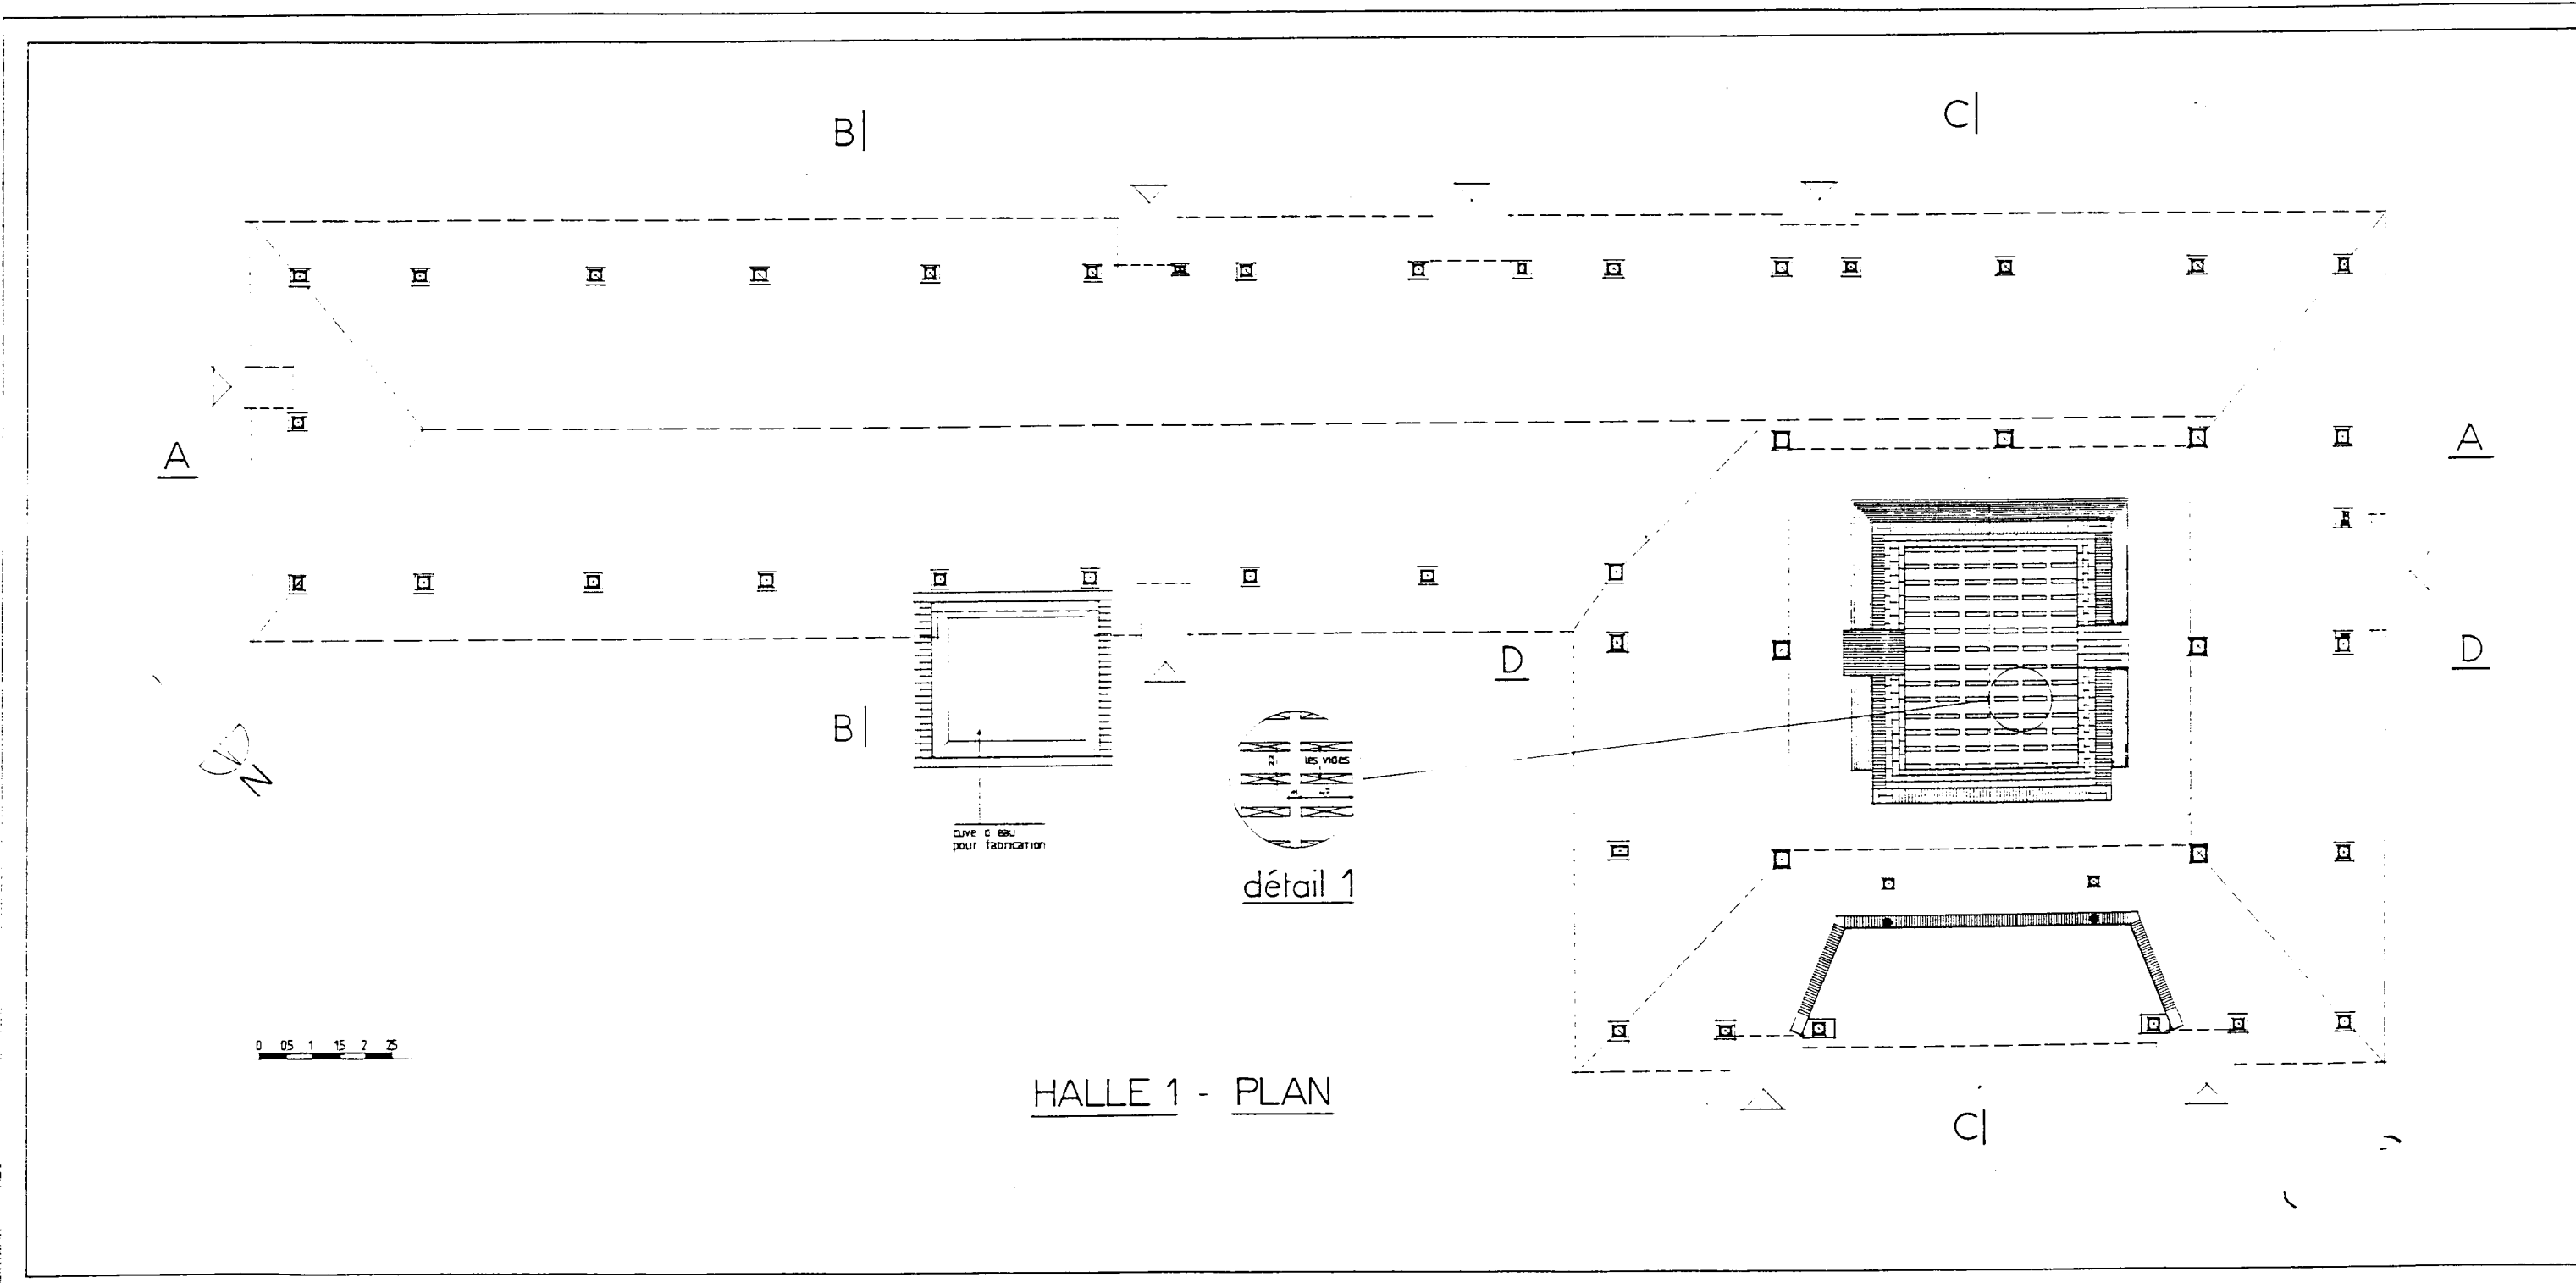 B
C
A
A
D
D
B
N
les vides
cuve d eau
pour fabrication
détail 1
0 05 1 15 2 25
HALLE 1 - PLAN
C